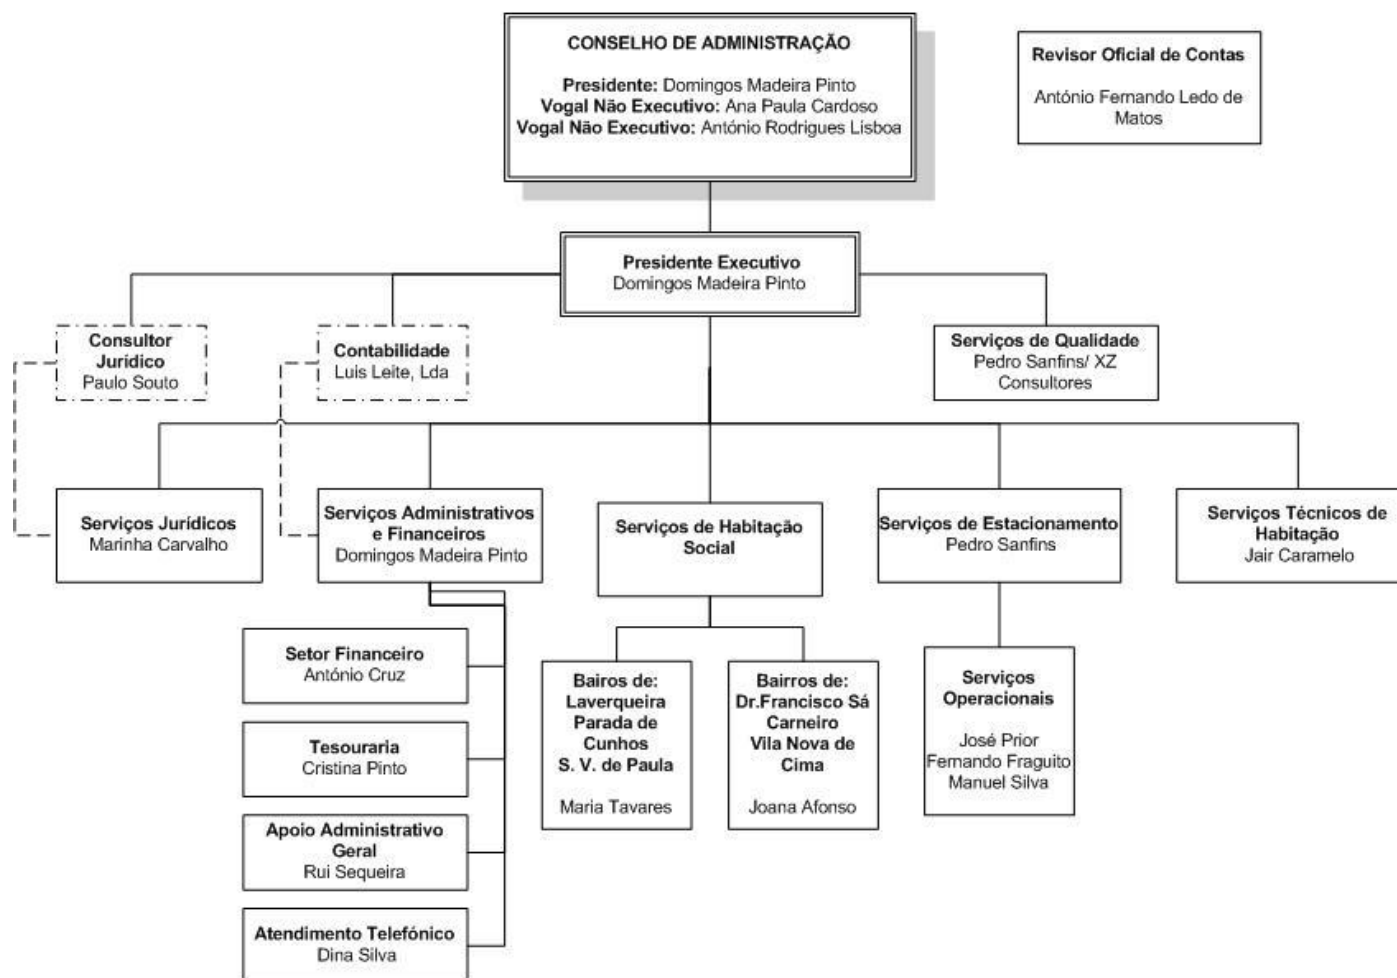 CONSELHO DE ADMINISTRAÇÃO
Presidente: Domingos Madeira Pinto
Vogal Não Executivo: Ana Paula Cardoso
Vogal Não Executivo: António Rodrigues Lisboa
Revisor Oficial de Contas
António Fernando Ledo de
Matos
Presidente Executivo
Domingos Madeira Pinto
Consultor
Jurídico
Paulo Souto
Contabilidade
Luis Leite, Lda
Serviços de Qualidade
Pedro Sanfins/ XZ
Consultores
Serviços Jurídicos
Marinha Carvalho
Serviços Administrativos
e Financeiros
Domingos Madeira Pinto
Serviços de Habitação
Social
Serviços de Estacionamento
Pedro Sanfins
Serviços Técnicos de
Habitação
Jair Caramelo
Setor Financeiro
António Cruz
Tesouraria
Cristina Pinto
Apoio Administrativo
Geral
Rui Sequeira
Atendimento Telefónico
Dina Silva
Bairos de:
Laverqueira
Parada de
Cunhos
S. V. de Paula
Maria Tavares
Bairros de:
Dr.Francisco Sá
Carneiro
Vila Nova de
Cima
Joana Afonso
Serviços
Operacionais
José Prior
Fernando Fraguito
Manuel Silva